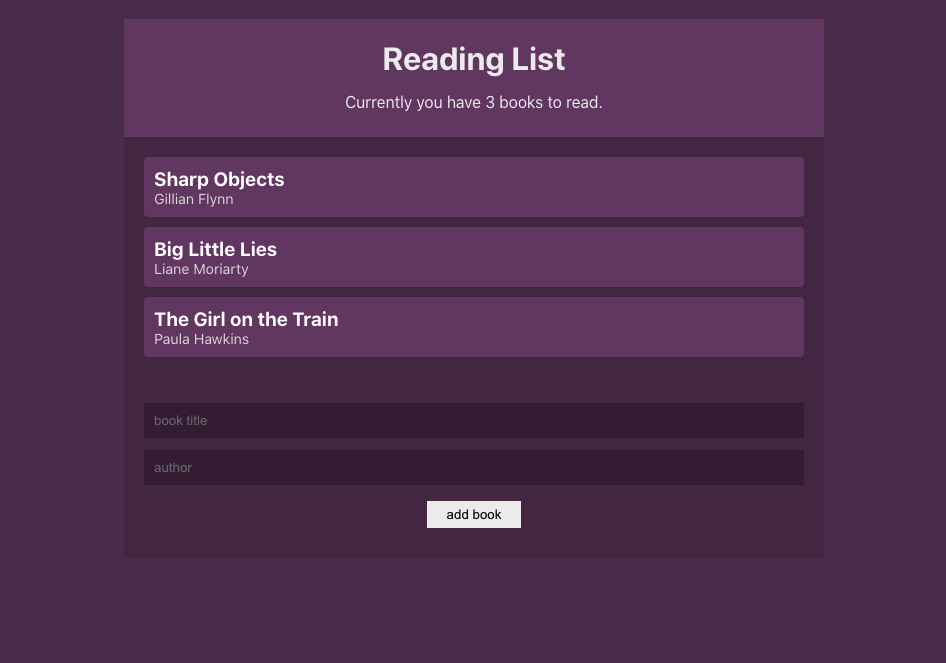 Reading List
Currently you have 3 books to read.
Sharp Objects
Gillian Flynn
Big Little Lies
Liane Moriarty
The Girl on the Train
Paula Hawkins
book title
author
add book